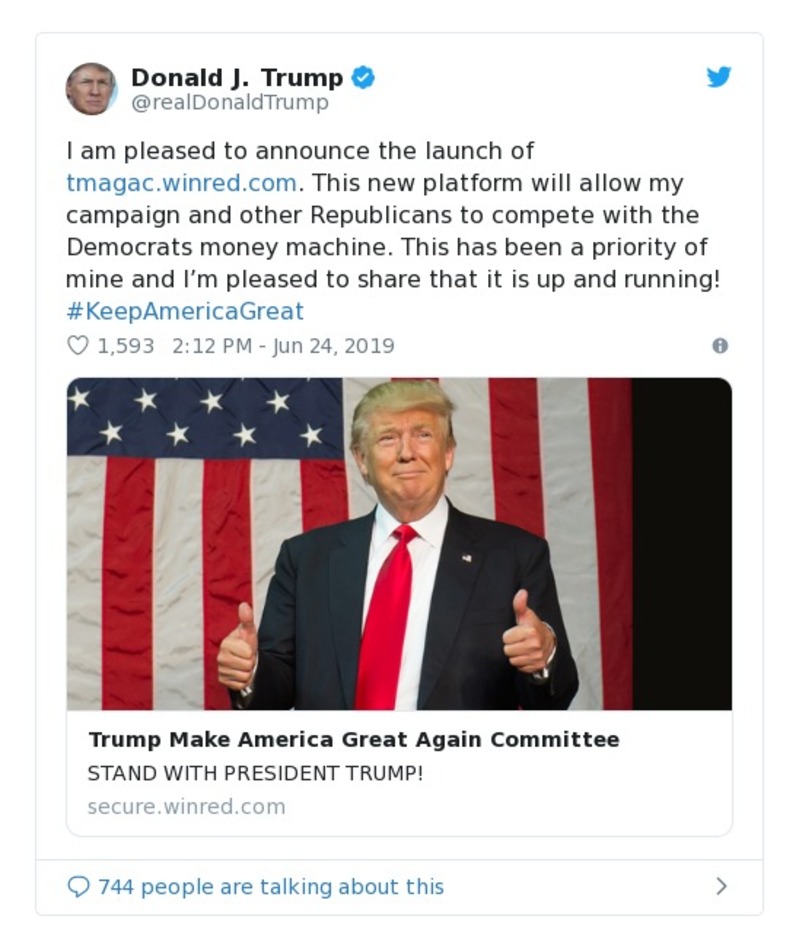 Donald J. Trump
@realDonaldTrump
I am pleased to announce the launch of
tmagac.winred.com. This new platform will allow my
campaign and other Republicans to compete with the
Democrats money machine. This has been a priority of
mine and I’m pleased to share that it is up and running!
#KeepAmericaGreat
1,593 2:12 PM - Jun 24, 2019
Trump Make America Great Again Committee
STAND WITH PRESIDENT TRUMP!
secure.winred.com
744 people are talking about this